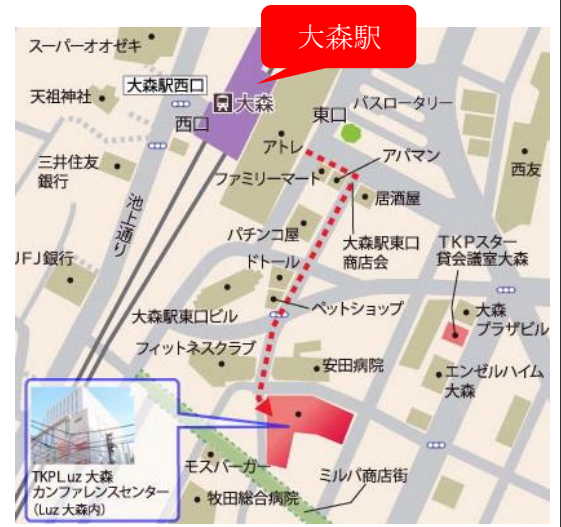 大森駅
スーパーオオゼキ
大森駅西口
天祖神社
大森
西口
東口
バスロータリー
アトレ
アパマン
三井住友
銀行
ファミリーマート
西友
居酒屋
池上通り
パチンコ屋
大森駅東口
商店会
TKPスター
貸会議室大森
UFJ銀行
ドトール
ペットショップ
大森駅東口ビル
大森
プラザビル
フィットネスクラブ
安田病院
エンゼルハイム
大森
TKPLuz 大森
カンファレンスセンター
(Luz 大森内)
モスバーガー
ミルパ商店街
牧田総合病院